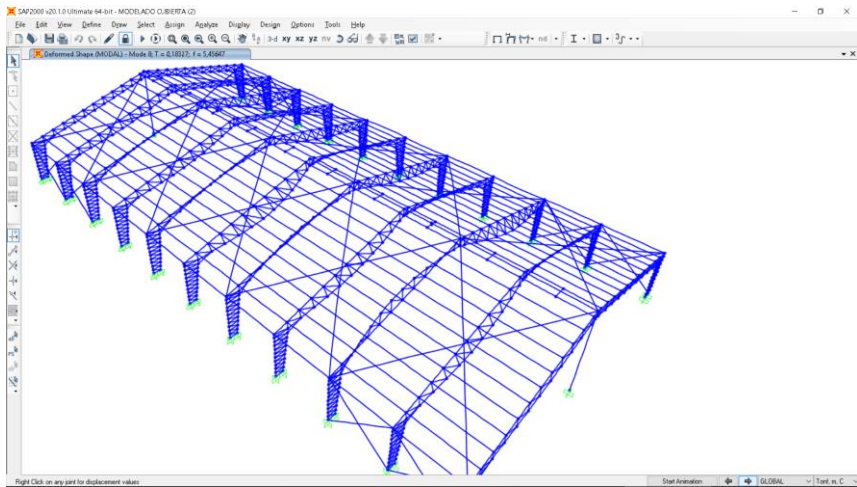 SAP2000 v20.1.0 Ultimate 64-bit - MODELADO CUBIERTA (2)
File Edit View Define Draw Select Assign Analyze Display Design Options Tools Help
3-d xy xz yz nv
nd
Deformed Shape (MODAL) - Mode 8; T = 0,18327; f = 5,45647
Right Click on any joint for displacement values
Start Animation
GLOBAL
Tonf, m, C